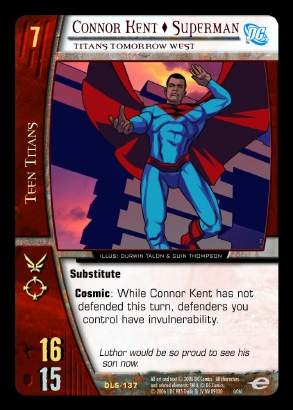 7
CONNOR KENT ♦ SUPERMAN
TITANS TOMORROW WEST
DC
TEEN TITANS
ILLUS: DURWIN TALON & GUIN THOMPSON
Substitute
Cosmic: While Connor Kent has not
defended this turn, defenders you
control have invulnerability.
Luthor would be so proud to see his
son now.
16
15
DLS-137